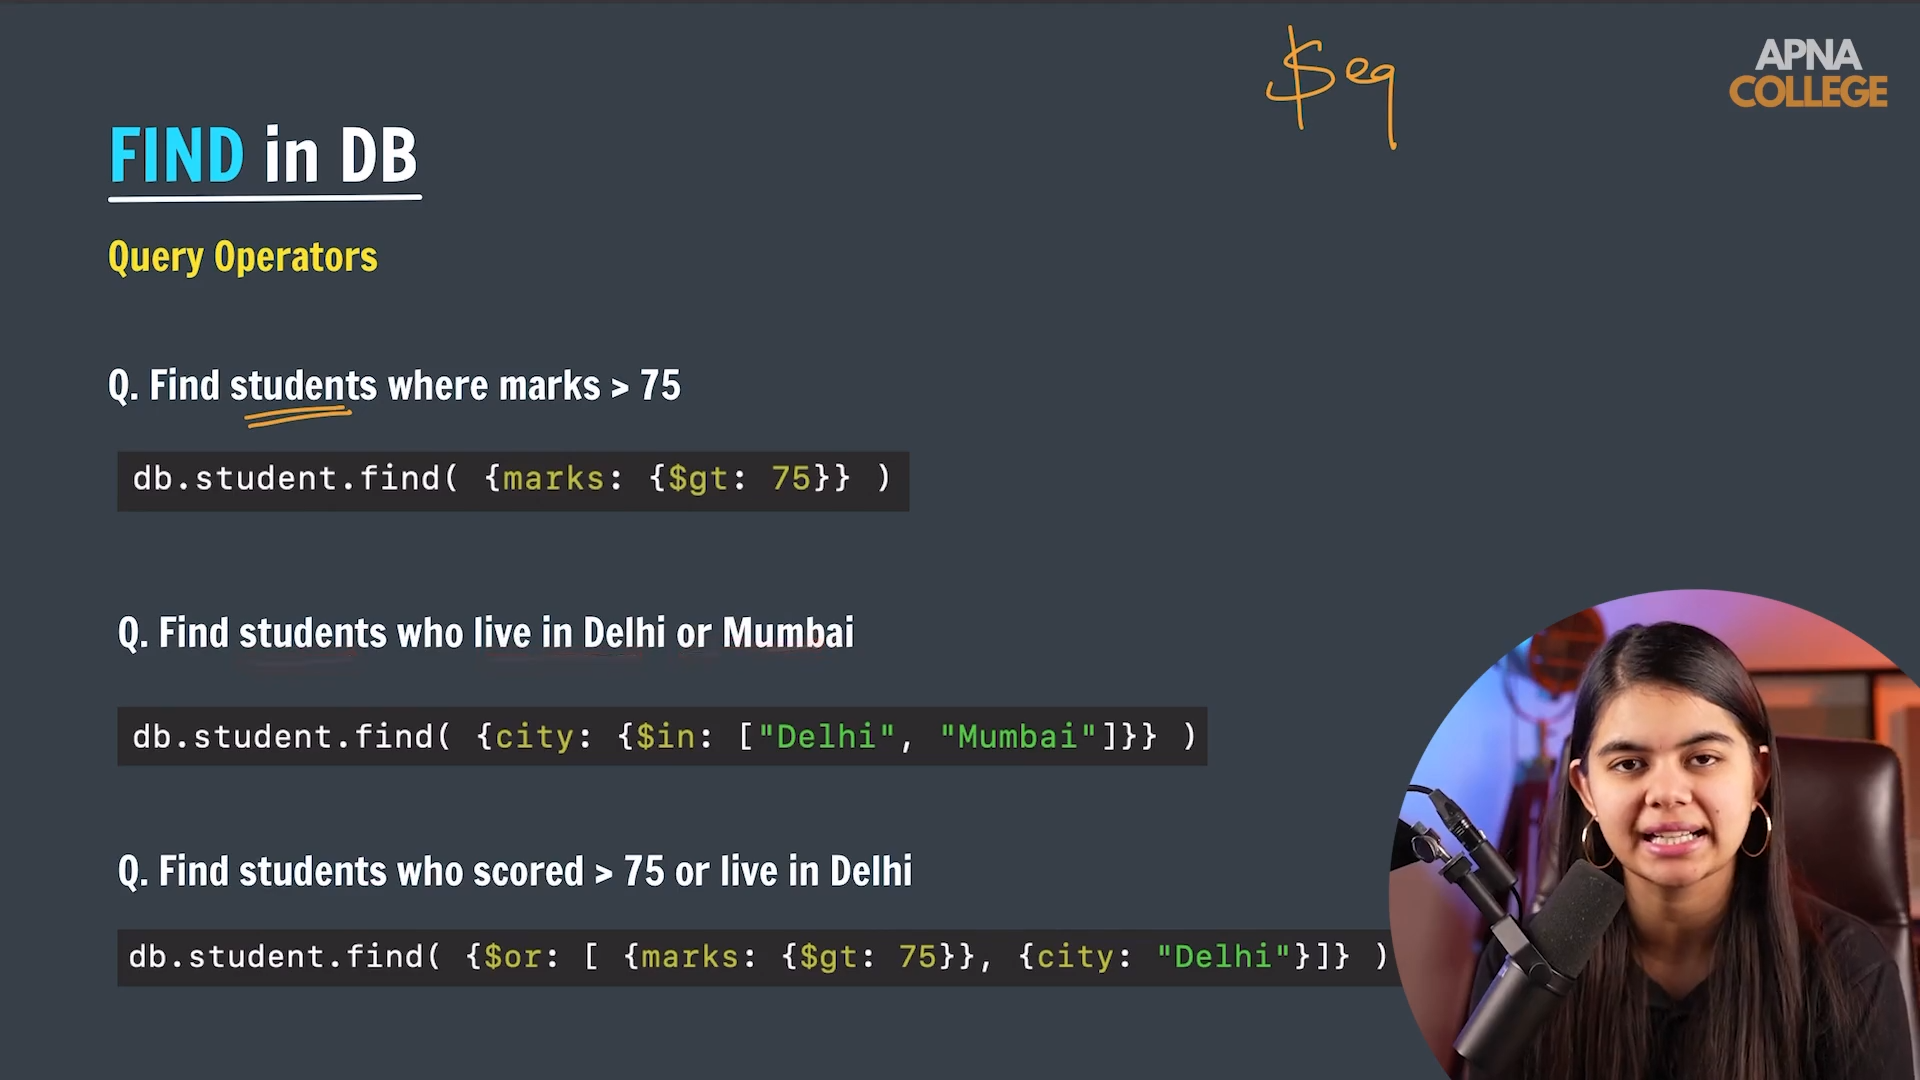 $eq
APNA
COLLEGE
FIND in DB
Query Operators
Q. Find students where marks > 75
db.student.find( {marks: {$gt: 75}} )
Q. Find students who live in Delhi or Mumbai
db.student.find( {city: {$in: ["Delhi", "Mumbai"]}} )
Q. Find students who scored > 75 or live in Delhi
db.student.find( {$or: [ {marks: {$gt: 75}}, {city: "Delhi"}]} )